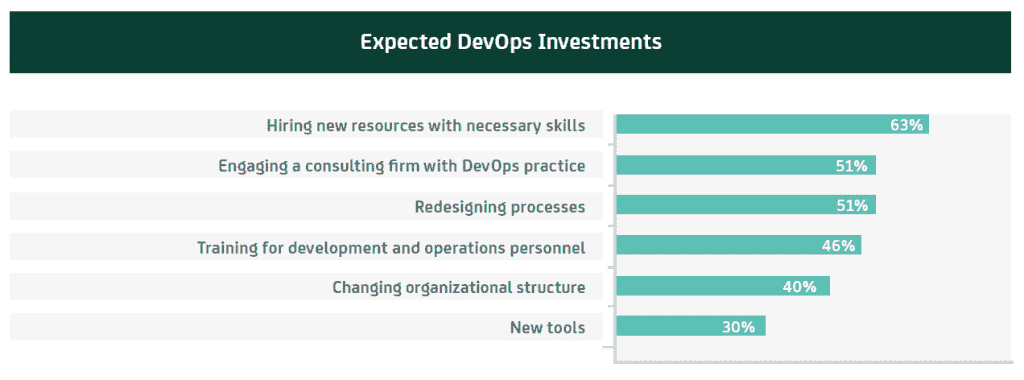 Expected DevOps Investments
Hiring new resources with necessary skills 63%
Engaging a consulting firm with DevOps practice 51%
Redesigning processes 51%
Training for development and operations personnel 46%
Changing organizational structure 40%
New tools 30%